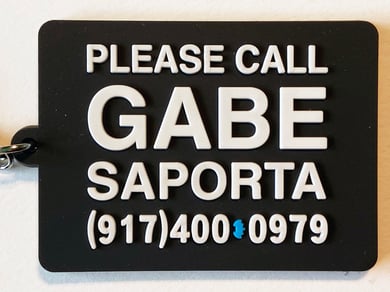 PLEASE CALL
GABE
SAPORTA
(917)400-0979